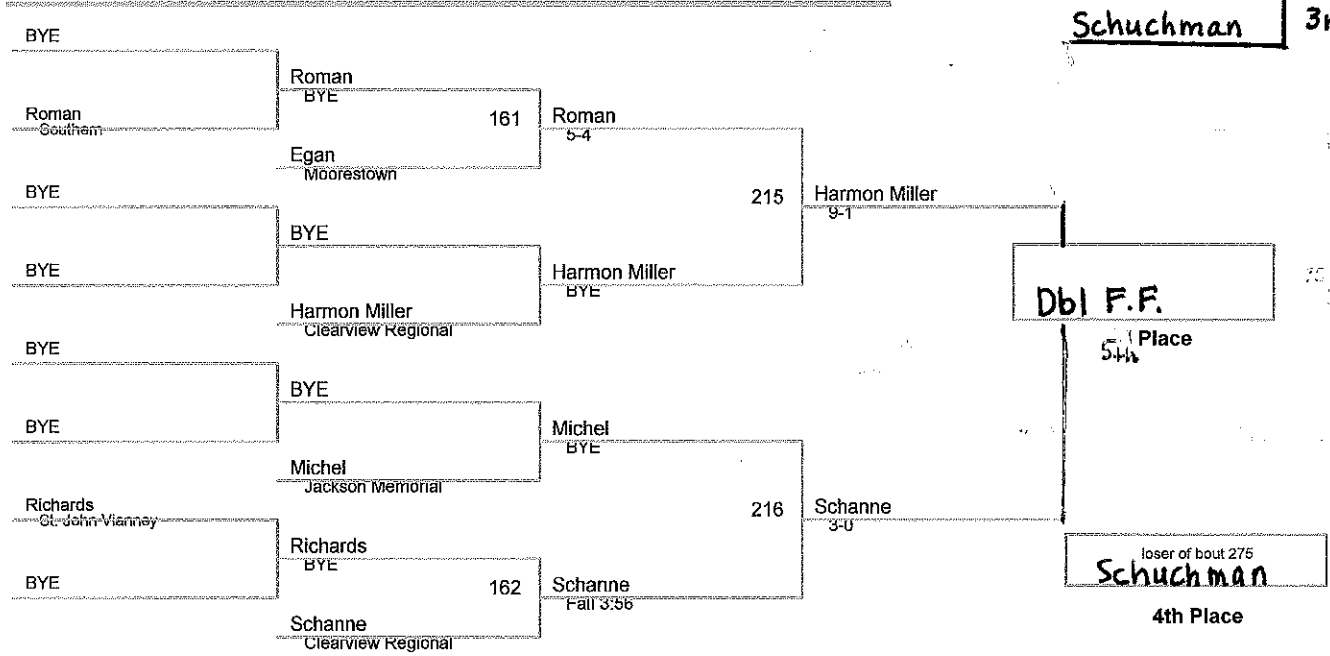 Schuchman
BYE
Roman
BYE
Roman
Southern
161
Roman
5-4
Egan
Moorestown
BYE
215
Harmon Miller
9-1
BYE
BYE
Harmon Miller
BYE
Harmon Miller
Clearview Regional
Dbl F.F.
5th Place
BYE
BYE
BYE
Michel
BYE
Michel
Jackson Memorial
Richards
St. John Vianney
216
Schanne
3-0
Richards
BYE
BYE
162
Schanne
Fall 3:56
Schanne
Clearview Regional
loser of bout 275
Schuchman
4th Place